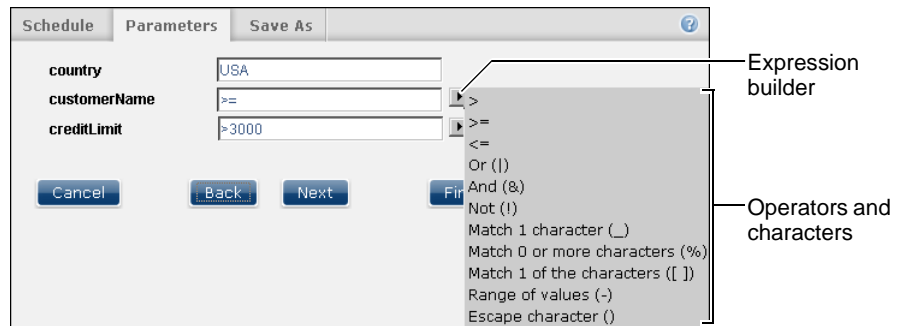 Schedule Parameters Save As ?
country USA
customerName >=
creditLimit >3000
Cancel Back Next Fin
>
>=
<=
Or (|)
And (&)
Not (!)
Match 1 character (_)
Match 0 or more characters (%)
Match 1 of the characters ([ ])
Range of values (-)
Escape character ()
Expression
builder
Operators and
characters